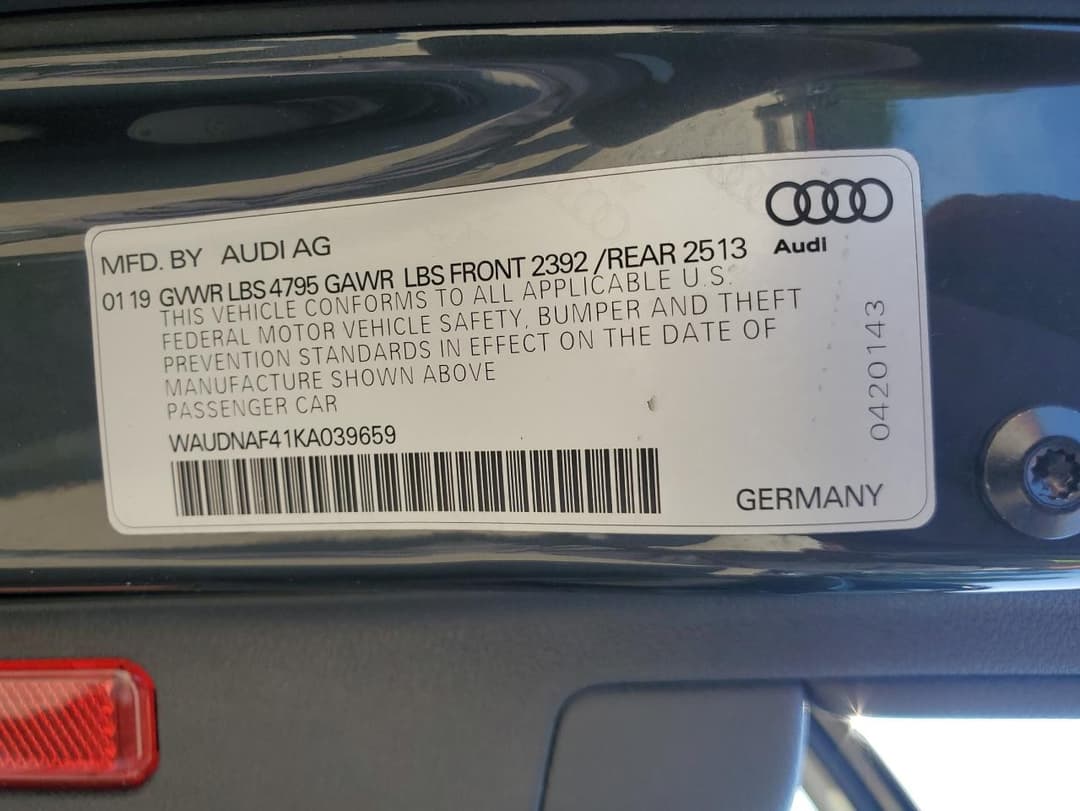 Audi
MFD. BY AUDI AG
01 19 GVWR LBS 4795 GAWR LBS FRONT 2392 /REAR 2513
THIS VEHICLE CONFORMS TO ALL APPLICABLE U.S.
FEDERAL MOTOR VEHICLE SAFETY, BUMPER AND THEFT
PREVENTION STANDARDS IN EFFECT ON THE DATE OF
MANUFACTURE SHOWN ABOVE
PASSENGER CAR
WAUDNAF41KA039659
GERMANY
0420143